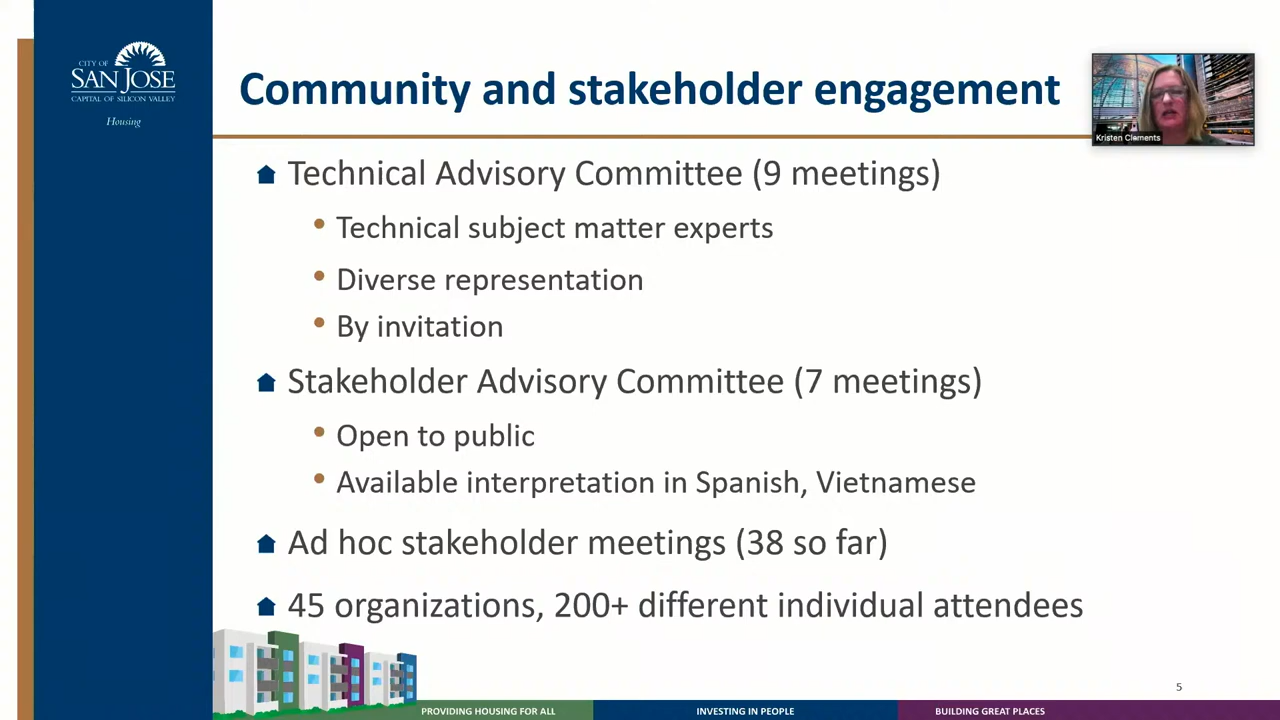 CITY OF
SAN JOSE
CAPITAL OF SILICON VALLEY
Housing
Community and stakeholder engagement
Kristen Clements
Technical Advisory Committee (9 meetings)
Technical subject matter experts
Diverse representation
By invitation
Stakeholder Advisory Committee (7 meetings)
Open to public
Available interpretation in Spanish, Vietnamese
Ad hoc stakeholder meetings (38 so far)
45 organizations, 200+ different individual attendees
5
PROVIDING HOUSING FOR ALL
INVESTING IN PEOPLE
BUILDING GREAT PLACES